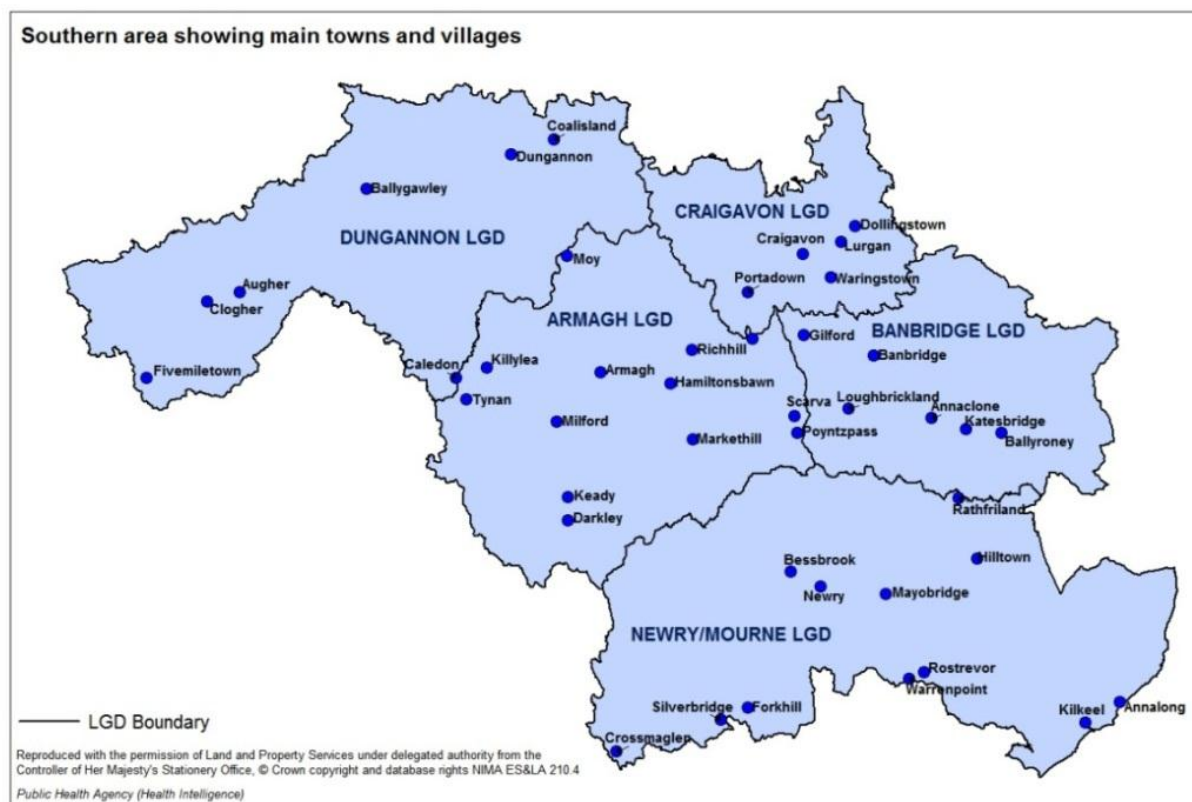 Southern area showing main towns and villages
Coalisland
Dungannon
Ballygawley
CRAIGAVON LGD
Dollingstown
DUNGANNON LGD
Craigavon
Lurgan
Moy
Augher
Portadown
Waringstown
Clogher
ARMAGH LGD
BANBRIDGE LGD
Gilford
Richhill
Banbridge
Killylea
Caledon
Fivemiletown
Armagh
Hamiltonsbawn
Tynan
Loughbrickland
Scarva
Annaclone
Milford
Katesbridge
Poyntzpass
Markethill
Ballyroney
Keady
Rathfriland
Darkley
Hilltown
Bessbrook
Mayobridge
Newry
NEWRY/MOURNE LGD
Rostrevor
Warrenpoint
Silverbridge
Forkhill
Kilkeel
Annalong
LGD Boundary
Crossmaglen
Reproduced with the permission of Land and Property Services under delegated authority from the
Controller of Her Majesty's Stationery Office, © Crown copyright and database rights NIMA ES&LA 210.4
Public Health Agency (Health Intelligence)